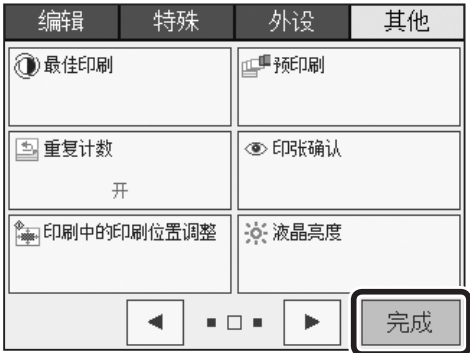 编辑 特殊 外设 其他
最佳印刷 预印刷
重复计数 印张确认
开
印刷中的印刷位置调整 液晶亮度
完成